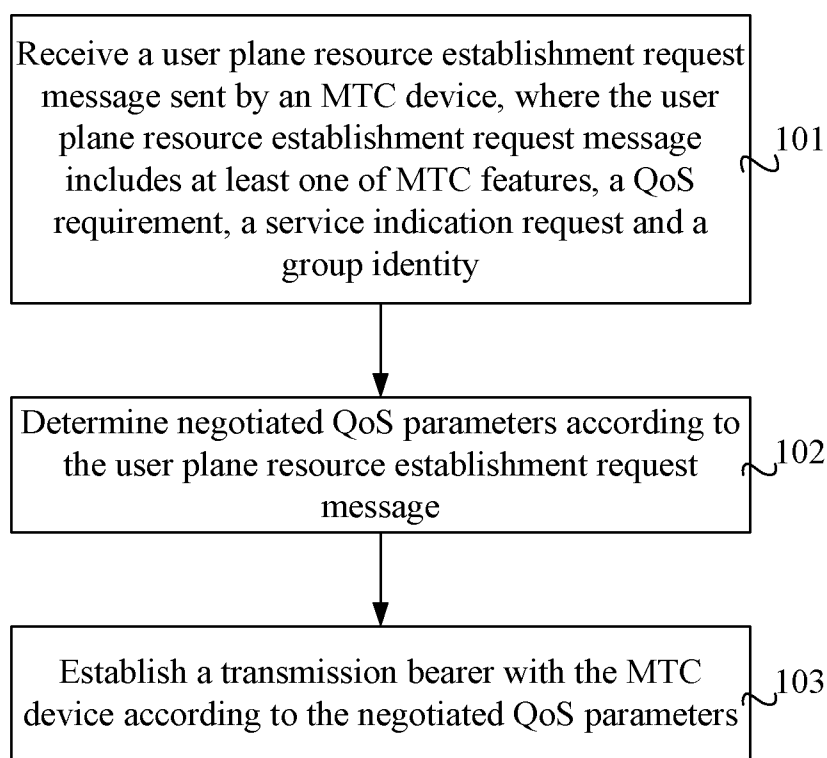 Receive a user plane resource establishment request
message sent by an MTC device, where the user
plane resource establishment request message
includes at least one of MTC features, a QoS
requirement, a service indication request and a
group identity
101
Determine negotiated QoS parameters according to
the user plane resource establishment request
message
102
Establish a transmission bearer with the MTC
device according to the negotiated QoS parameters
103